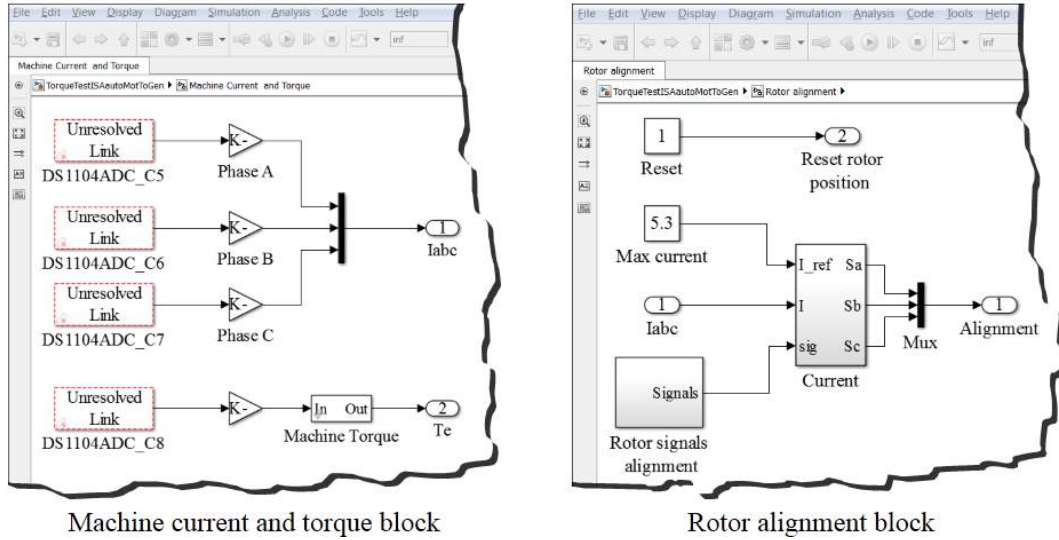 File Edit View Display Diagram Simulation Analysis Code Tools Help
inf
Machine Current and Torque
TorqueTestISAautoMotToGen Machine Current and Torque
Unresolved
Link
DS1104ADC_C5
K-
Phase A
Unresolved
Link
DS1104ADC_C6
K-
Phase B
1
Iabc
Unresolved
Link
DS1104ADC_C7
K-
Phase C
Unresolved
Link
DS1104ADC_C8
K-
In Out
Machine Torque
2
Te
Machine current and torque block
File Edit View Display Diagram Simulation Analysis Code Tools Help
inf
Rotor alignment
TorqueTestISAautoMotToGen Rotor alignment
1
Reset
2
Reset rotor
position
5.3
Max current
I_ref Sa
1
Iabc
I Sb
sig Sc
Current
Mux
1
Alignment
Signals
Rotor signals
alignment
Rotor alignment block